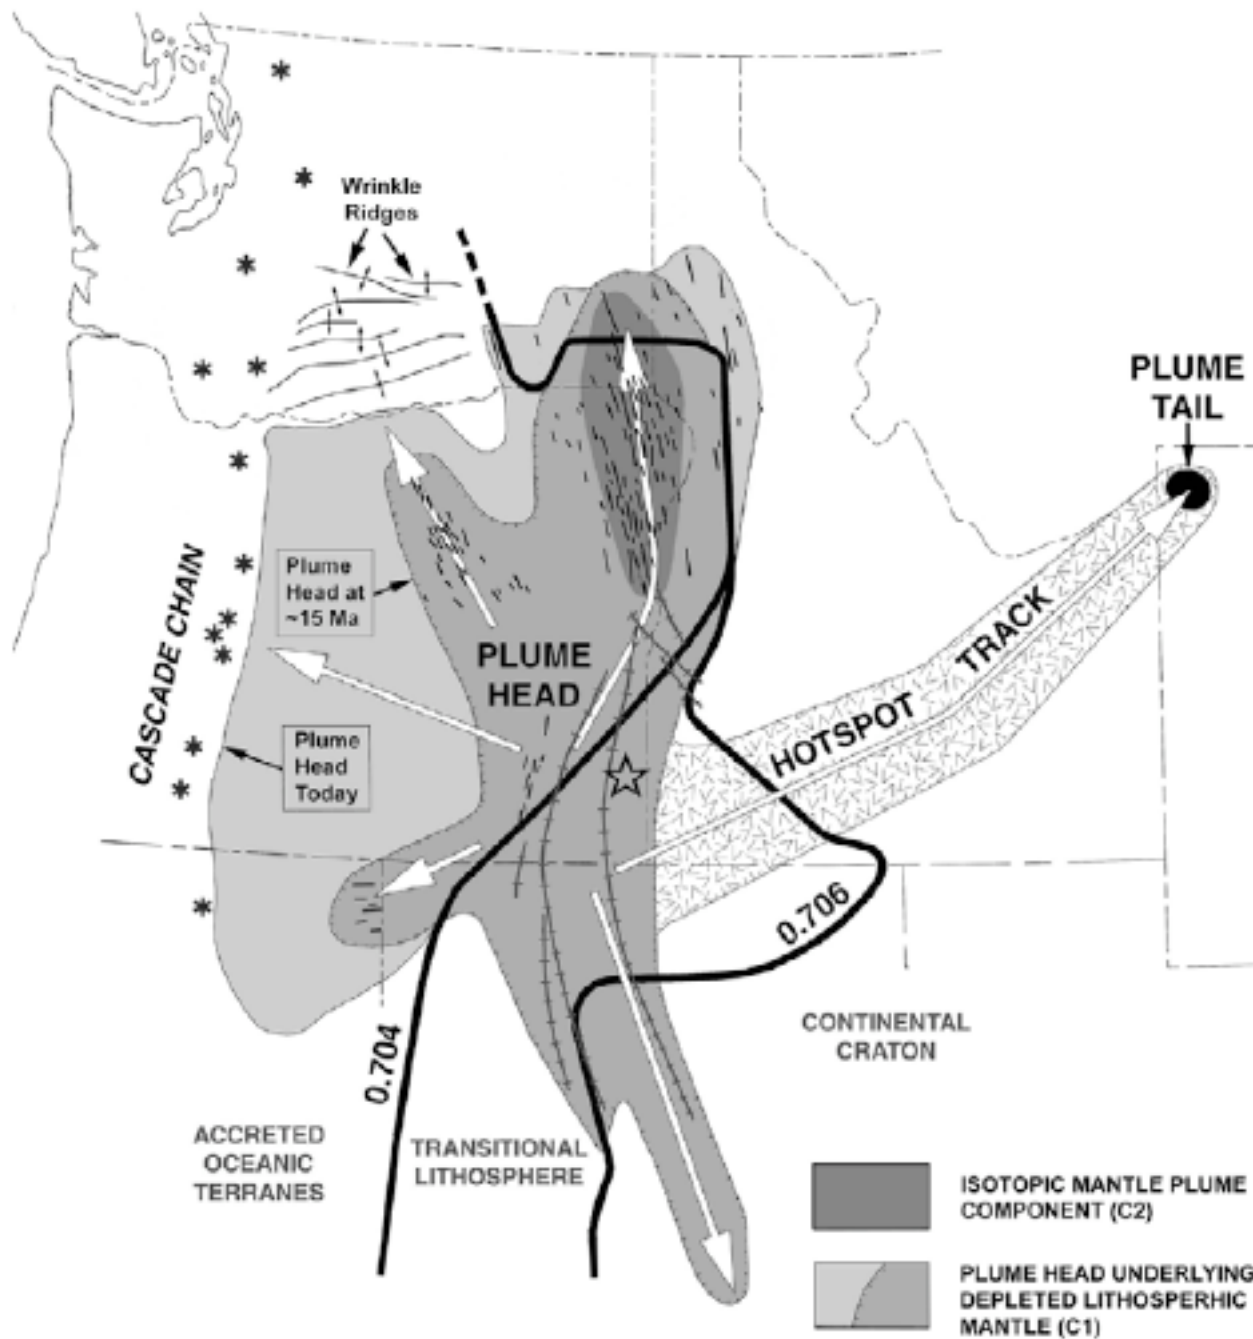 Wrinkle
Ridges
PLUME
TAIL
Plume
Head at
~15 Ma
CASCADE CHAIN
PLUME
HEAD
HOTSPOT TRACK
Plume
Head
Today
0.706
0.704
CONTINENTAL
CRATON
ACCRETED
OCEANIC
TERRANES
TRANSITIONAL
LITHOSPHERE
ISOTOPIC MANTLE PLUME
COMPONENT (C2)
PLUME HEAD UNDERLYING
DEPLETED LITHOSPERHIC
MANTLE (C1)